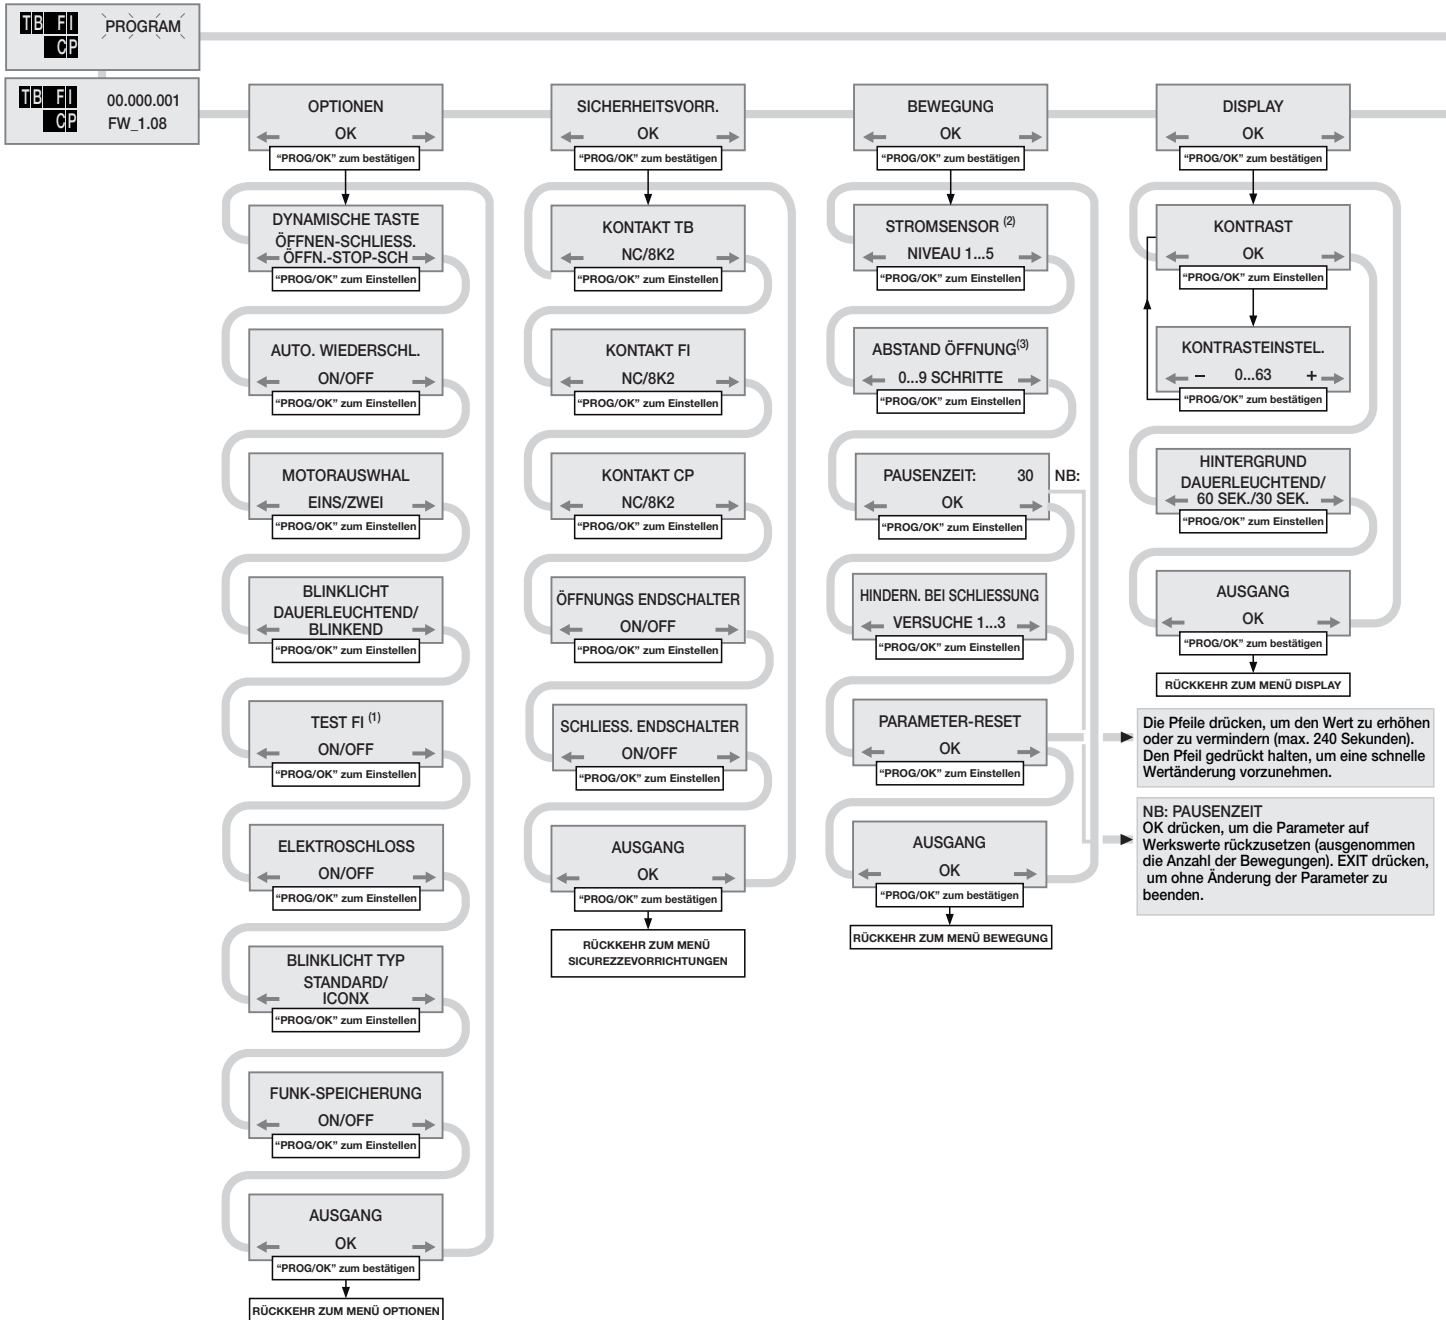 TB FI
CP
PROGRAM
TB FI
CP
00.000.001
FW_1.08
OPTIONEN
OK
"PROG/OK" zum bestätigen
DYNAMISCHE TASTE
ÖFFNEN-SCHLIESS.
ÖFFN.-STOP-SCH
"PROG/OK" zum Einstellen
AUTO. WIEDERSCHL.
ON/OFF
"PROG/OK" zum Einstellen
MOTORAUSWHAL
EINS/ZWEI
"PROG/OK" zum Einstellen
BLINKLICHT
DAUERLEUCHTEND/
BLINKEND
"PROG/OK" zum Einstellen
TEST FI (1)
ON/OFF
"PROG/OK" zum Einstellen
ELEKTROSCHLOSS
ON/OFF
"PROG/OK" zum Einstellen
BLINKLICHT TYP
STANDARD/
ICONX
"PROG/OK" zum Einstellen
FUNK-SPEICHERUNG
ON/OFF
"PROG/OK" zum Einstellen
AUSGANG
OK
"PROG/OK" zum bestätigen
RÜCKKEHR ZUM MENÜ OPTIONEN
SICHERHEITSVORR.
OK
"PROG/OK" zum bestätigen
KONTAKT TB
NC/8K2
"PROG/OK" zum Einstellen
KONTAKT FI
NC/8K2
"PROG/OK" zum Einstellen
KONTAKT CP
NC/8K2
"PROG/OK" zum Einstellen
ÖFFNUNGS ENDSCHALTER
ON/OFF
"PROG/OK" zum Einstellen
SCHLIESS. ENDSCHALTER
ON/OFF
"PROG/OK" zum Einstellen
AUSGANG
OK
"PROG/OK" zum bestätigen
RÜCKKEHR ZUM MENÜ
SICUREZZEVORRICHTUNGEN
BEWEGUNG
OK
"PROG/OK" zum bestätigen
STROMSENSOR (2)
NIVEAU 1...5
"PROG/OK" zum Einstellen
ABSTAND ÖFFNUNG(3)
0...9 SCHRITTE
"PROG/OK" zum Einstellen
PAUSENZEIT: 30 NB:
OK
"PROG/OK" zum Einstellen
HINDERN. BEI SCHLIESSUNG
VERSUCHE 1...3
"PROG/OK" zum Einstellen
PARAMETER-RESET
OK
"PROG/OK" zum Einstellen
AUSGANG
OK
"PROG/OK" zum bestätigen
RÜCKKEHR ZUM MENÜ BEWEGUNG
DISPLAY
OK
"PROG/OK" zum bestätigen
KONTRAST
OK
"PROG/OK" zum Einstellen
KONTRASTEINSTEL.
– 0...63 +
"PROG/OK" zum bestätigen
HINTERGRUND
DAUERLEUCHTEND/
60 SEK./30 SEK.
"PROG/OK" zum Einstellen
AUSGANG
OK
"PROG/OK" zum bestätigen
RÜCKKEHR ZUM MENÜ DISPLAY
Die Pfeile drücken, um den Wert zu erhöhen
oder zu vermindern (max. 240 Sekunden).
Den Pfeil gedrückt halten, um eine schnelle
Wertänderung vorzunehmen.
NB: PAUSENZEIT
OK drücken, um die Parameter auf
Werkswerte rückzusetzen (ausgenommen
die Anzahl der Bewegungen). EXIT drücken,
um ohne Änderung der Parameter zu
beenden.